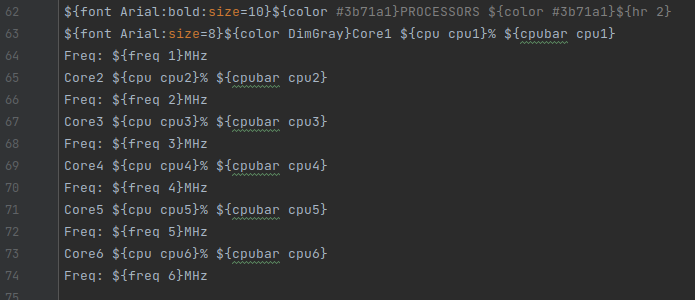 62 ${font Arial:bold:size=10}${color #3b71a1}PROCESSORS ${color #3b71a1}${hr 2}
63 ${font Arial:size=8}${color DimGray}Core1 ${cpu cpu1}% ${cpubar cpu1}
64 Freq: ${freq 1}MHz
65 Core2 ${cpu cpu2}% ${cpubar cpu2}
66 Freq: ${freq 2}MHz
67 Core3 ${cpu cpu3}% ${cpubar cpu3}
68 Freq: ${freq 3}MHz
69 Core4 ${cpu cpu4}% ${cpubar cpu4}
70 Freq: ${freq 4}MHz
71 Core5 ${cpu cpu5}% ${cpubar cpu5}
72 Freq: ${freq 5}MHz
73 Core6 ${cpu cpu6}% ${cpubar cpu6}
74 Freq: ${freq 6}MHz
75